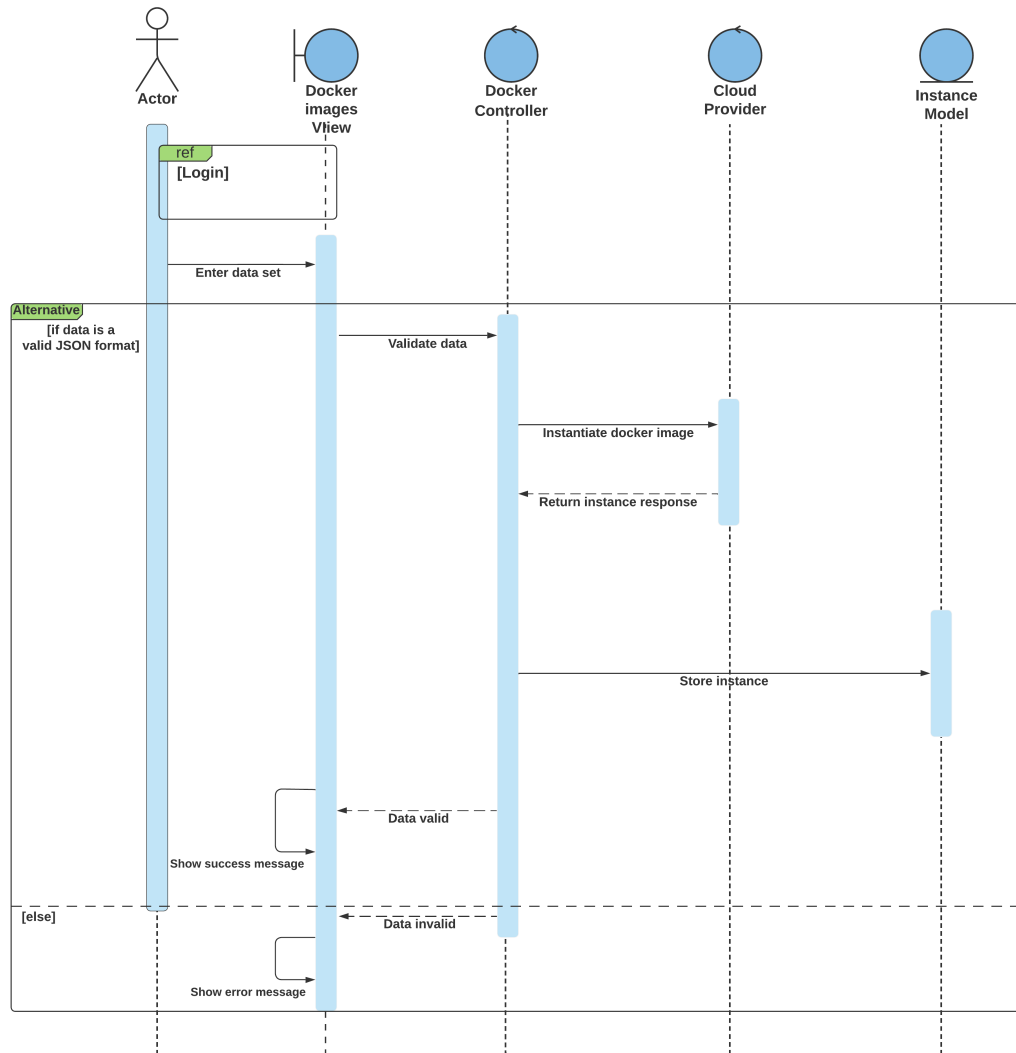 Actor
Docker
images
View
Docker
Controller
Cloud
Provider
Instance
Model
ref
[Login]
Enter data set
Alternative
[if data is a
valid JSON format]
Validate data
Instantiate docker image
Return instance response
Store instance
Data valid
Show success message
[else]
Data invalid
Show error message